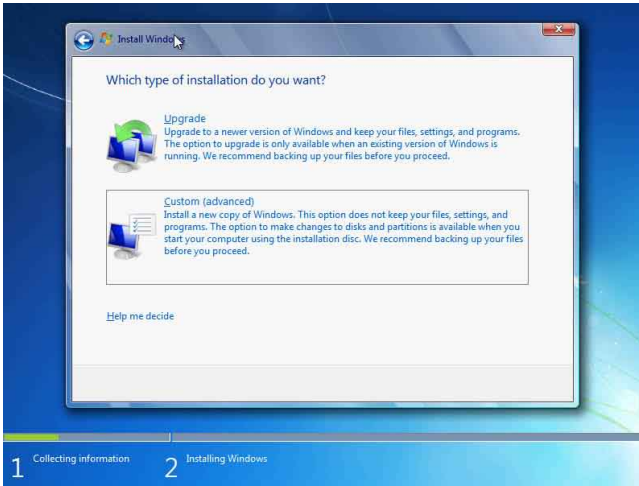 Install Windows
Which type of installation do you want?
Upgrade
Upgrade to a newer version of Windows and keep your files, settings, and programs.
The option to upgrade is only available when an existing version of Windows is
running. We recommend backing up your files before you proceed.
Custom (advanced)
Install a new copy of Windows. This option does not keep your files, settings, and
programs. The option to make changes to disks and partitions is available when you
start your computer using the installation disc. We recommend backing up your files
before you proceed.
Help me decide
1 Collecting information
2 Installing Windows